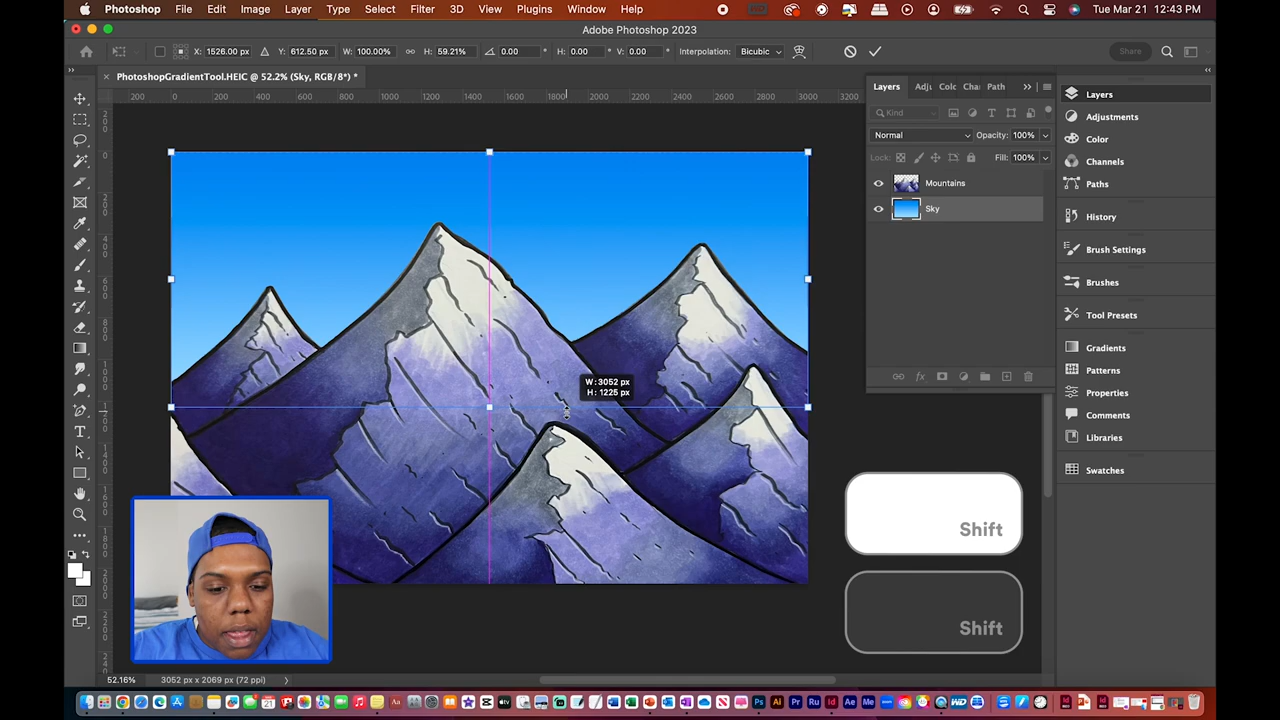 Photoshop File Edit Image Layer Type Select Filter 3D View Plugins Window Help Tue Mar 21 12:43 PM
Adobe Photoshop 2023
X: 1526.00 px Y: 612.50 px W: 100.00% H: 59.21% 0.00 ° H: 0.00 ° V: 0.00 ° Interpolation: Bicubic Share
PhotoshopGradientTool.HEIC @ 52.2% (Sky, RGB/8*) *
Layers Adj Colc Cha Path
200 0 200 400 600 800 1000 1200 1400 1600 1800 2000 2200 2400 2600 2800 3000 3200
Kind
Normal Opacity: 100%
Lock: Fill: 100%
Mountains
Sky
Layers
Adjustments
Color
Channels
Paths
History
Brush Settings
Brushes
Tool Presets
Gradients
Patterns
Properties
Comments
Libraries
Swatches
W: 3052 px
H: 1225 px
Shift
Shift
52.16% 3052 px x 2069 px (72 ppi)